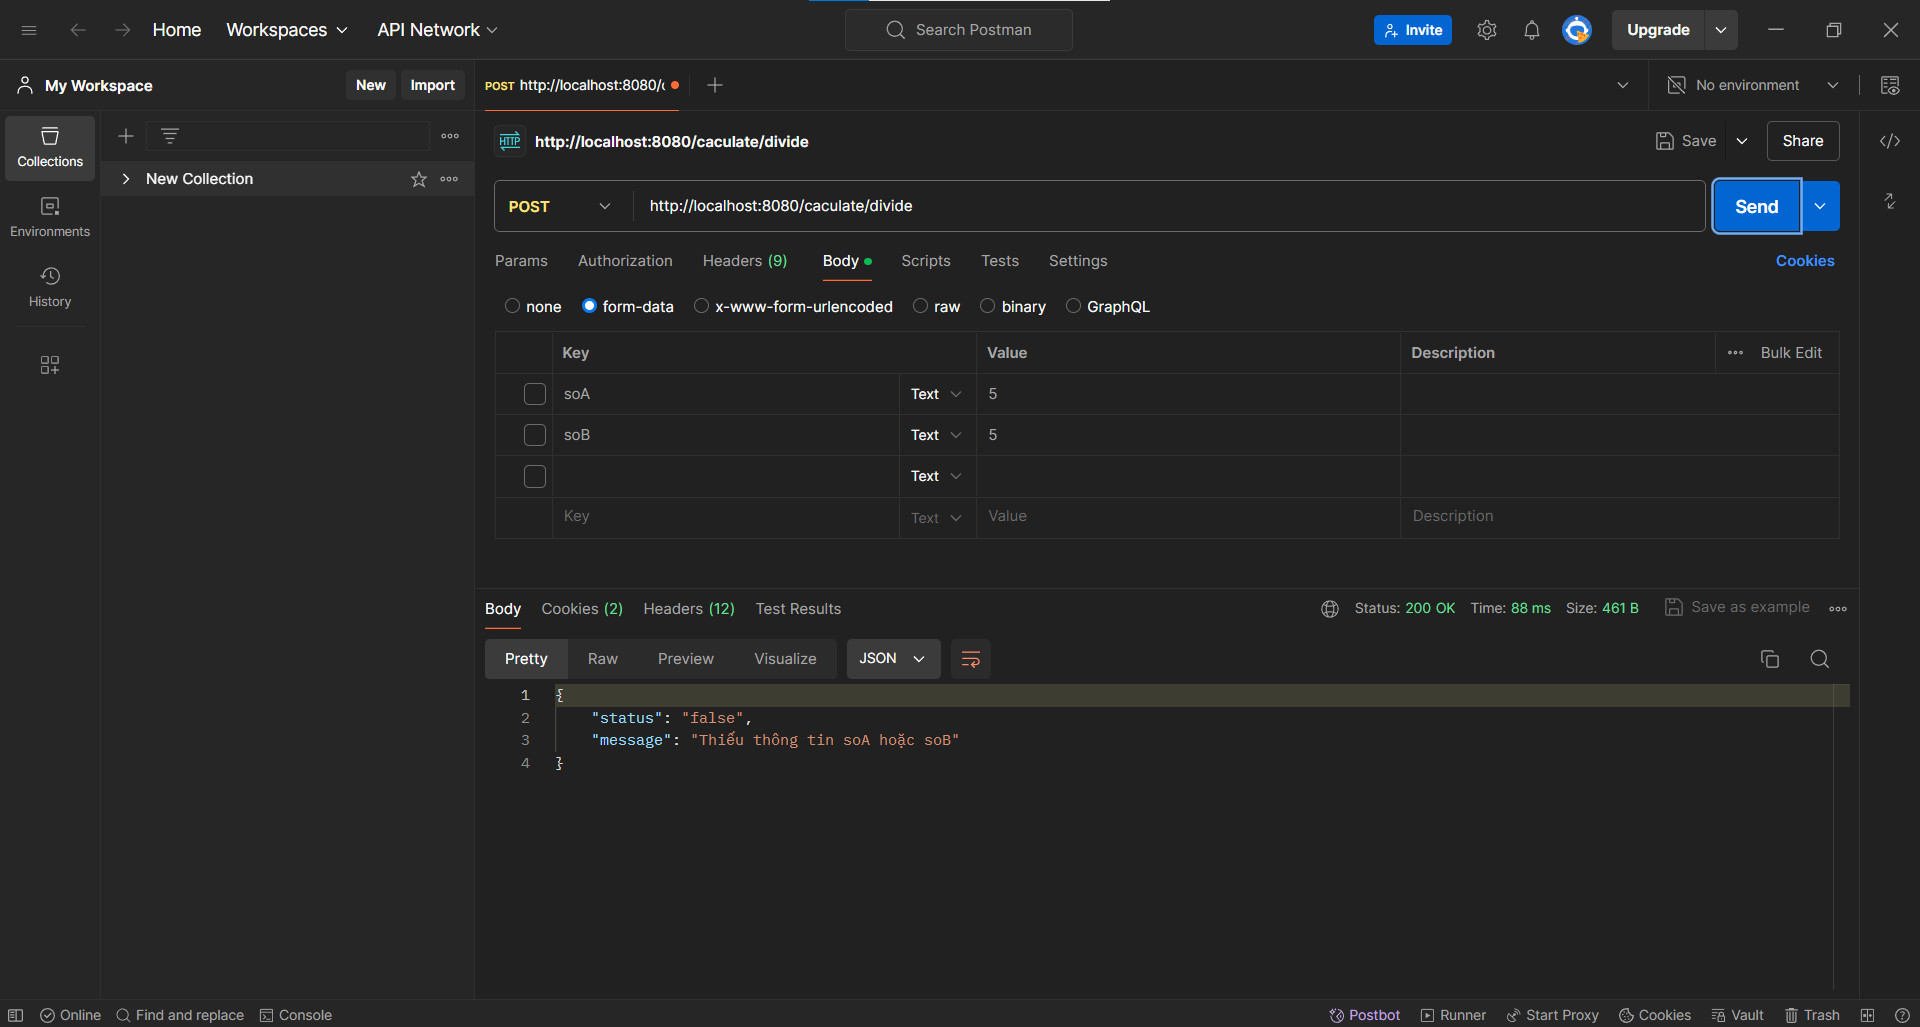 Home
Workspaces
API Network
Search Postman
Invite
Upgrade
My Workspace
New
Import
POST http://localhost:8080/
No environment
Collections
Environments
History
New Collection
HTTP
http://localhost:8080/caculate/divide
Save
Share
POST
http://localhost:8080/caculate/divide
Send
Params
Authorization
Headers (9)
Body
Scripts
Tests
Settings
Cookies
none
form-data
x-www-form-urlencoded
raw
binary
GraphQL
Key
Value
Description
Bulk Edit
soA
Text
5
soB
Text
5
Text
Key
Text
Value
Description
Body
Cookies (2)
Headers (12)
Test Results
Status: 200 OK
Time: 88 ms
Size: 461 B
Save as example
Pretty
Raw
Preview
Visualize
JSON
1 {
2 "status": "false",
3 "message": "Thiếu thông tin soA hoặc soB"
4 }
Online
Find and replace
Console
Postbot
Runner
Start Proxy
Cookies
Vault
Trash